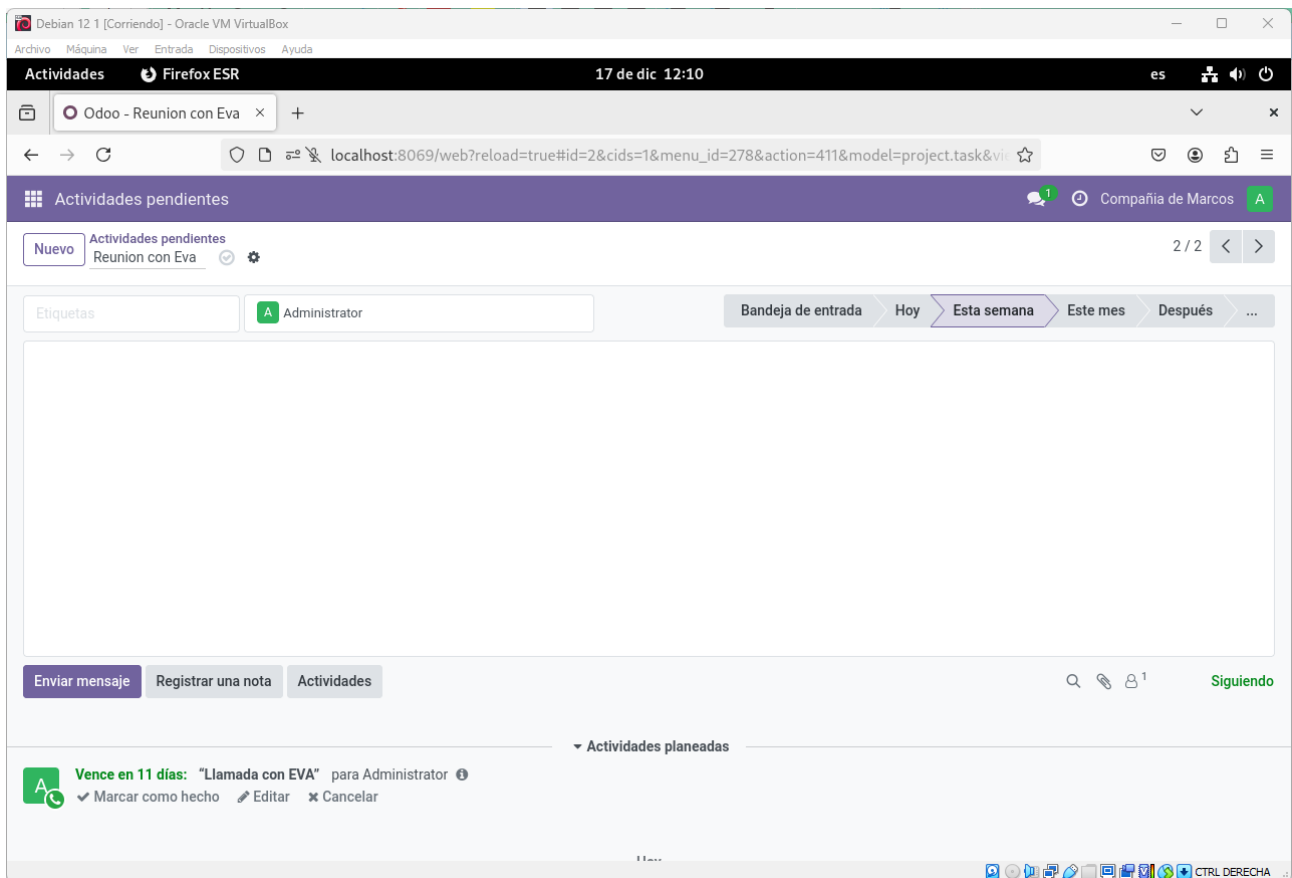 Debian 12 1 [Corriendo] - Oracle VM VirtualBox
Archivo Máquina Ver Entrada Dispositivos Ayuda
Actividades Firefox ESR 17 de dic 12:10 es
Odoo - Reunion con Eva
localhost:8069/web?reload=true#id=2&cids=1&menu_id=278&action=411&model=project.task&vi
Actividades pendientes 1 Compañia de Marcos A
Nuevo Actividades pendientes
Reunion con Eva 2 / 2
Etiquetas A Administrator Bandeja de entrada Hoy Esta semana Este mes Después ...
Enviar mensaje Registrar una nota Actividades 1 Siguiendo
Actividades planeadas
A Vence en 11 días: “Llamada con EVA” para Administrator
Marcar como hecho Editar Cancelar
CTRL DERECHA